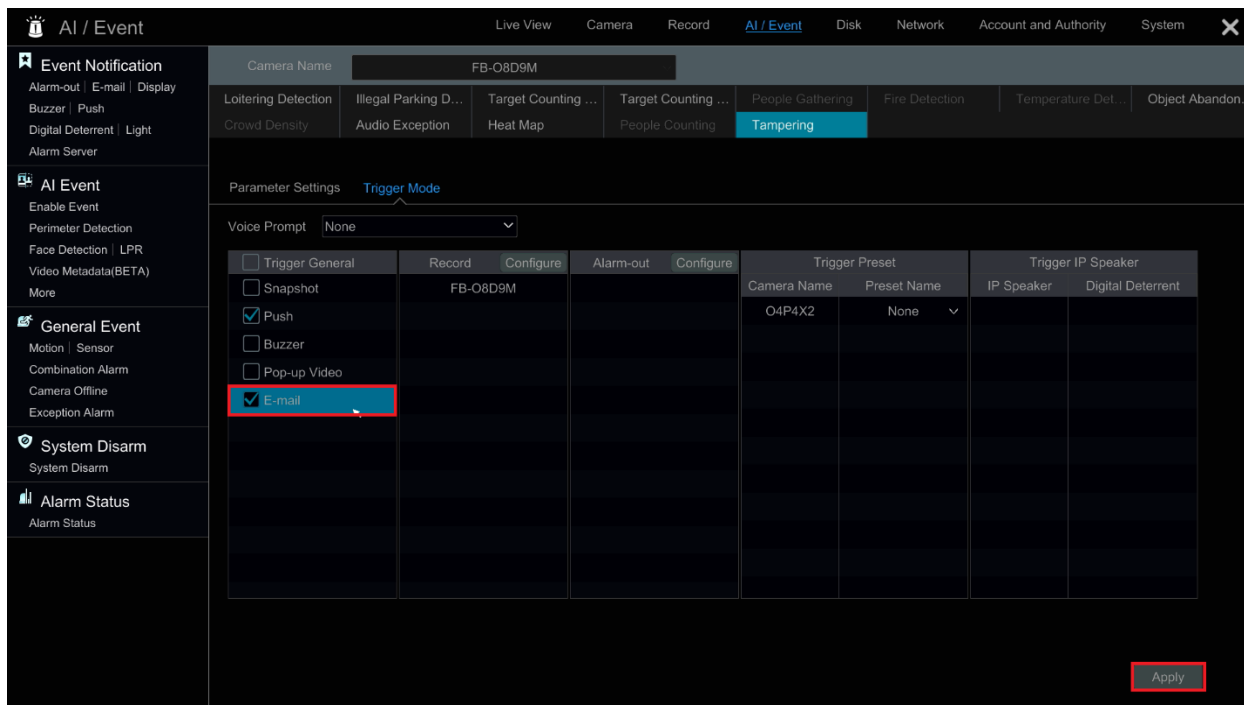 AI / Event Live View Camera Record AI / Event Disk Network Account and Authority System
Event Notification
Alarm-out | E-mail | Display
Buzzer | Push
Digital Deterrent | Light
Alarm Server
AI Event
Enable Event
Perimeter Detection
Face Detection | LPR
Video Metadata(BETA)
More
General Event
Motion | Sensor
Combination Alarm
Camera Offline
Exception Alarm
System Disarm
System Disarm
Alarm Status
Alarm Status
Camera Name FB-O8D9M
Loitering Detection Illegal Parking D... Target Counting ... Target Counting ... People Gathering Fire Detection Temperature Det... Object Abandon.
Crowd Density Audio Exception Heat Map People Counting Tampering
Parameter Settings Trigger Mode
Voice Prompt None
Trigger General Record Configure Alarm-out Configure Trigger Preset Trigger IP Speaker
Camera Name Preset Name IP Speaker Digital Deterrent
Snapshot FB-O8D9M
Push O4P4X2 None
Buzzer
Pop-up Video
E-mail
Apply